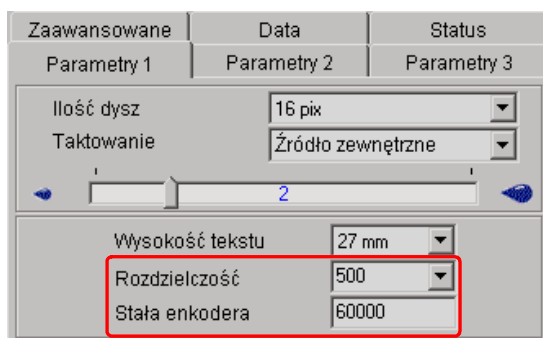 Zaawansowane Data Status
Parametry 1 Parametry 2 Parametry 3
Ilość dysz 16 pix
Taktowanie Źródło zewnętrzne
2
Wysokość tekstu 27 mm
Rozdzielczość 500
Stała enkodera 60000